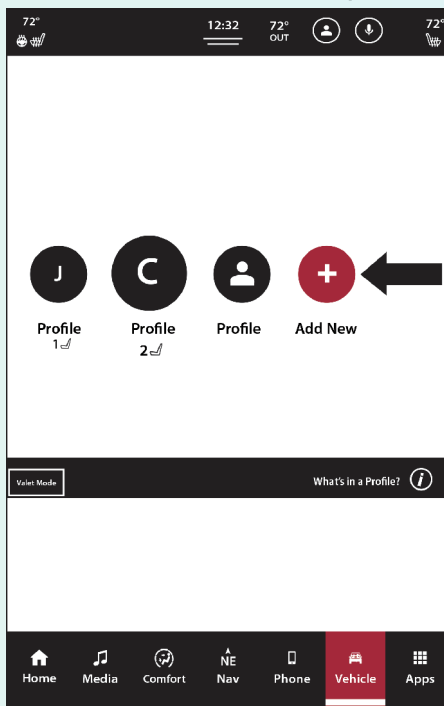 72° 12:32 72° 72°
OUT
J C
Profile Profile Profile Add New
1 2
Valet Mode What's in a Profile? i
NE
Home Media Comfort Nav Phone Vehicle Apps